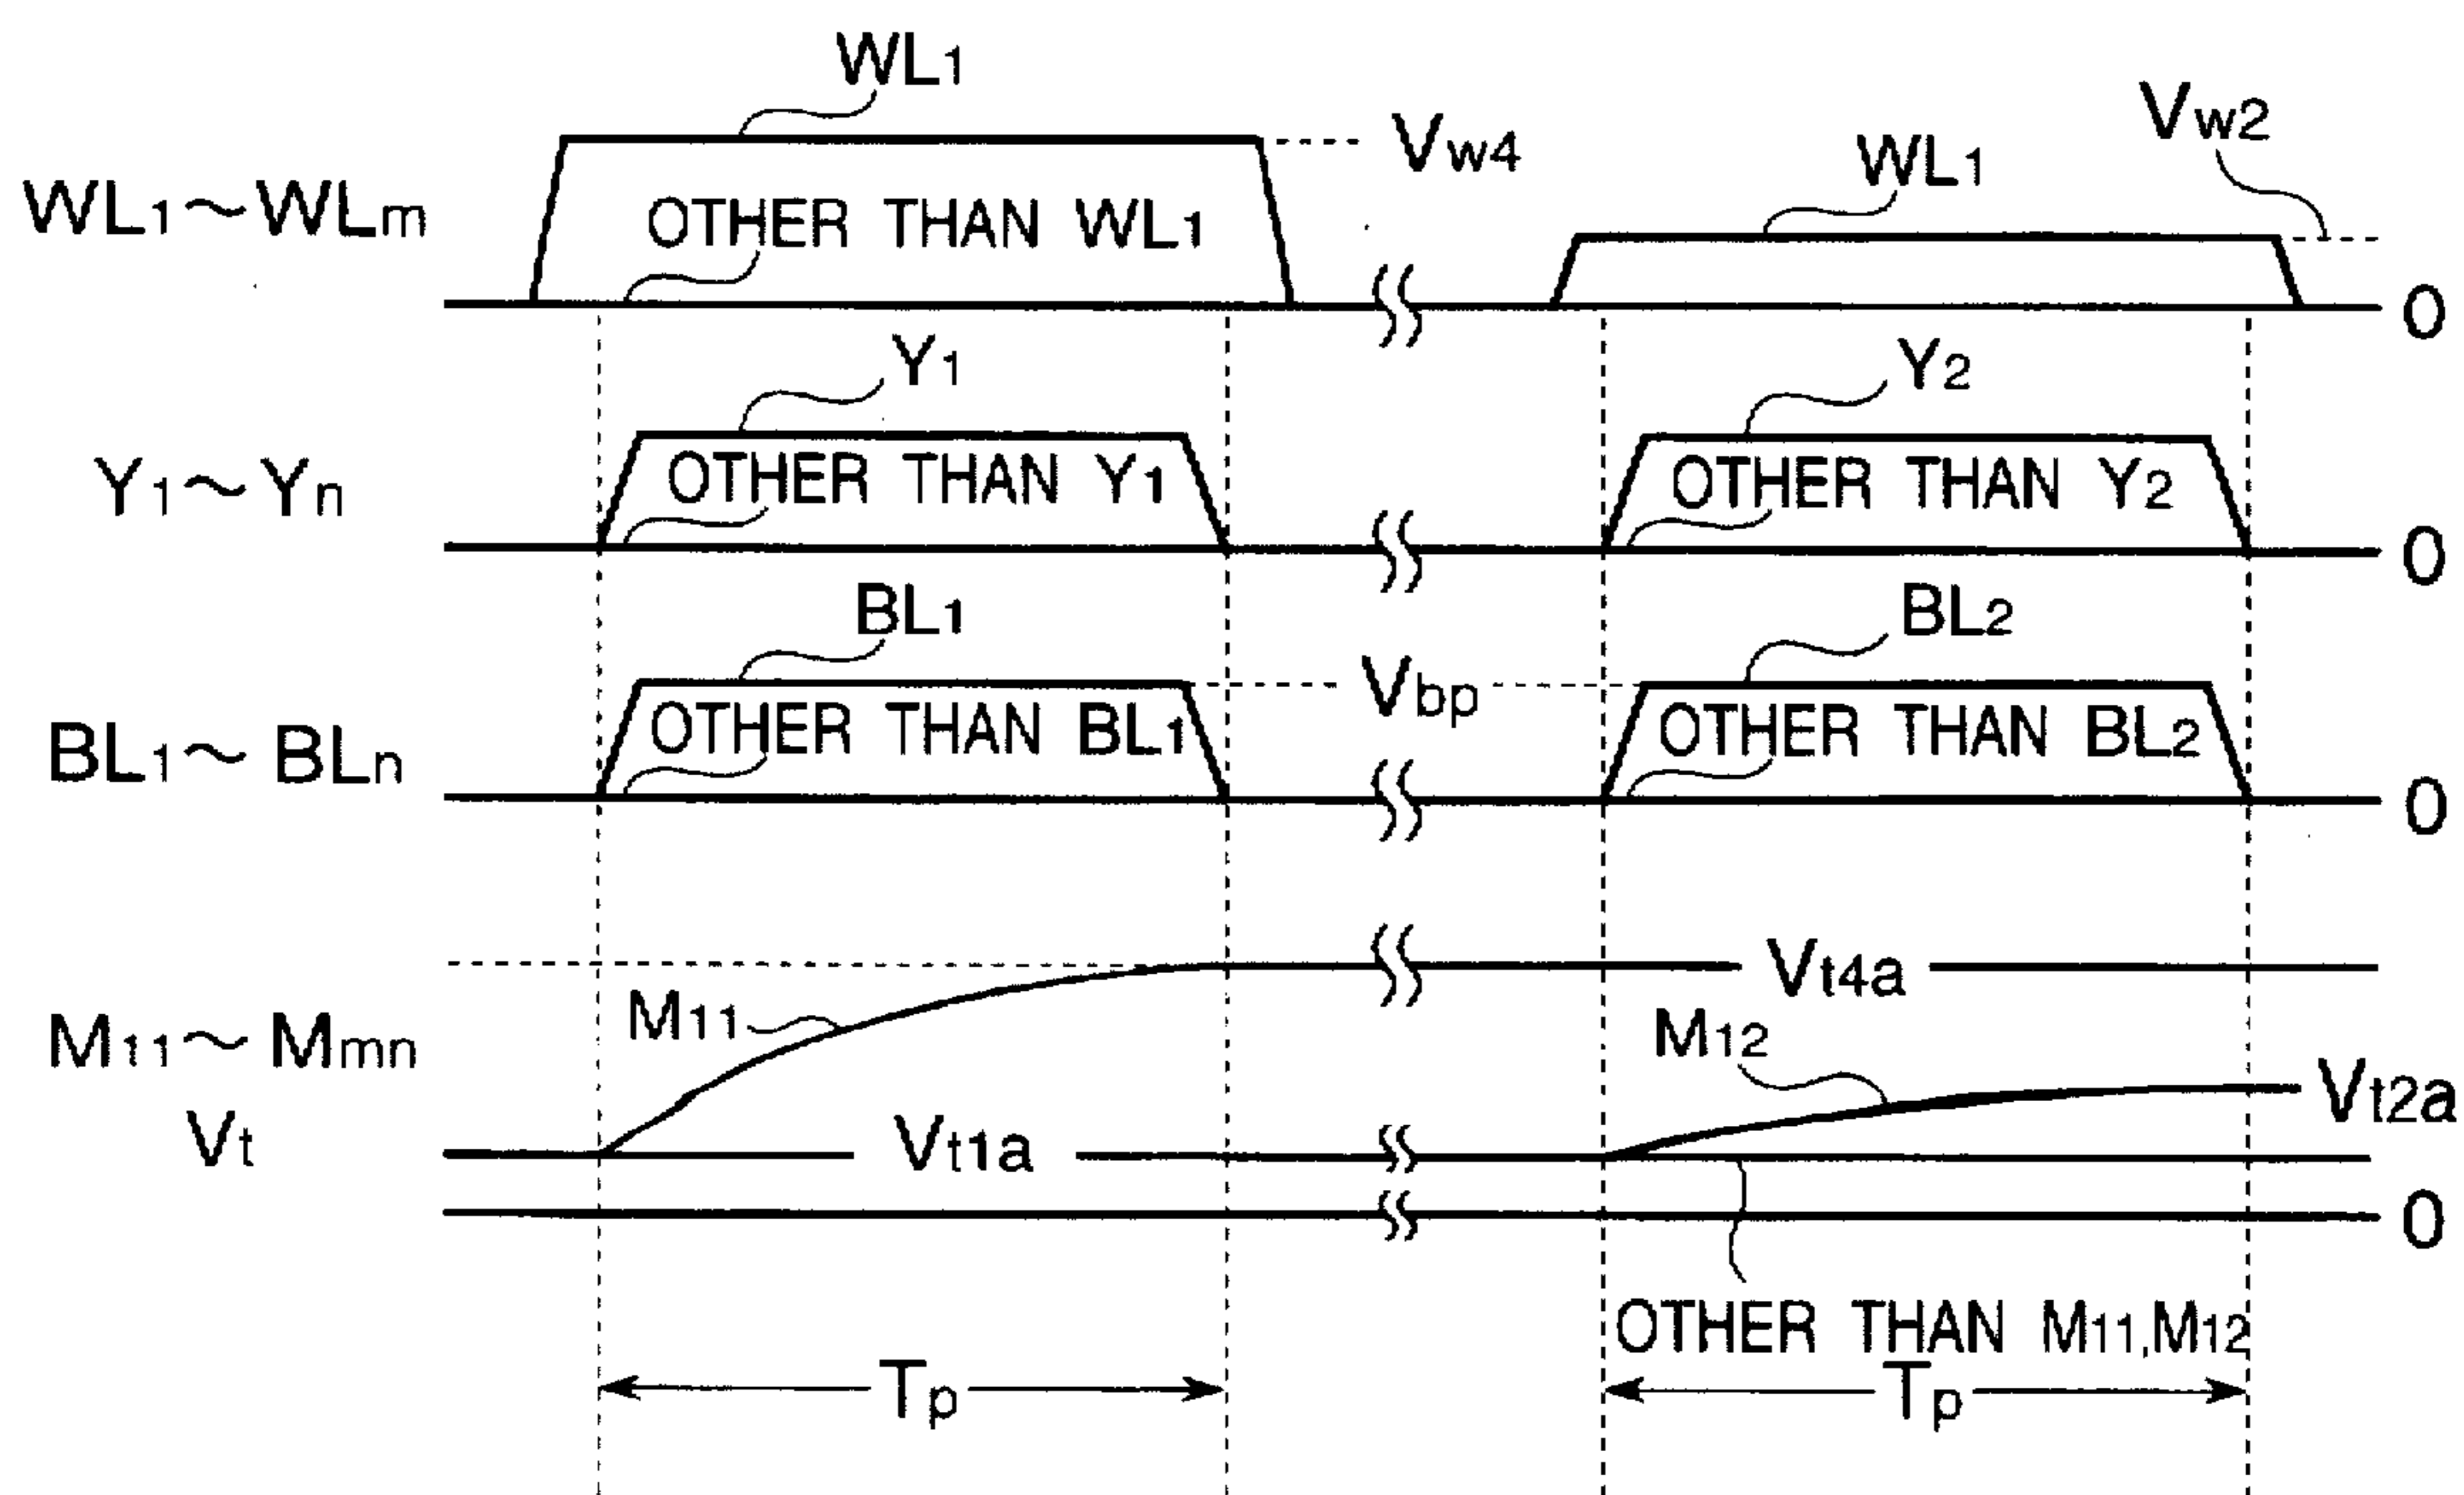 WL1
Vw4
Vw2
WL1
WL1~WLm
OTHER THAN WL1
0
Y1
Y2
Y1~Yn
OTHER THAN Y1
OTHER THAN Y2
0
BL1
BL2
Vbp
BL1~BLn
OTHER THAN BL1
OTHER THAN BL2
0
Vt4a
M11
M12
M11~Mmn
Vt
Vt1a
Vt2a
0
OTHER THAN M11,M12
Tp
Tp